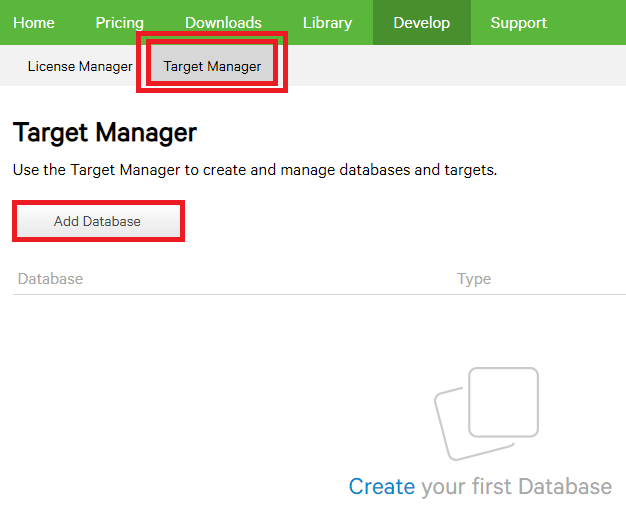 Home Pricing Downloads Library Develop Support
License Manager Target Manager
Target Manager
Use the Target Manager to create and manage databases and targets.
Add Database
Database Type
Create your first Database